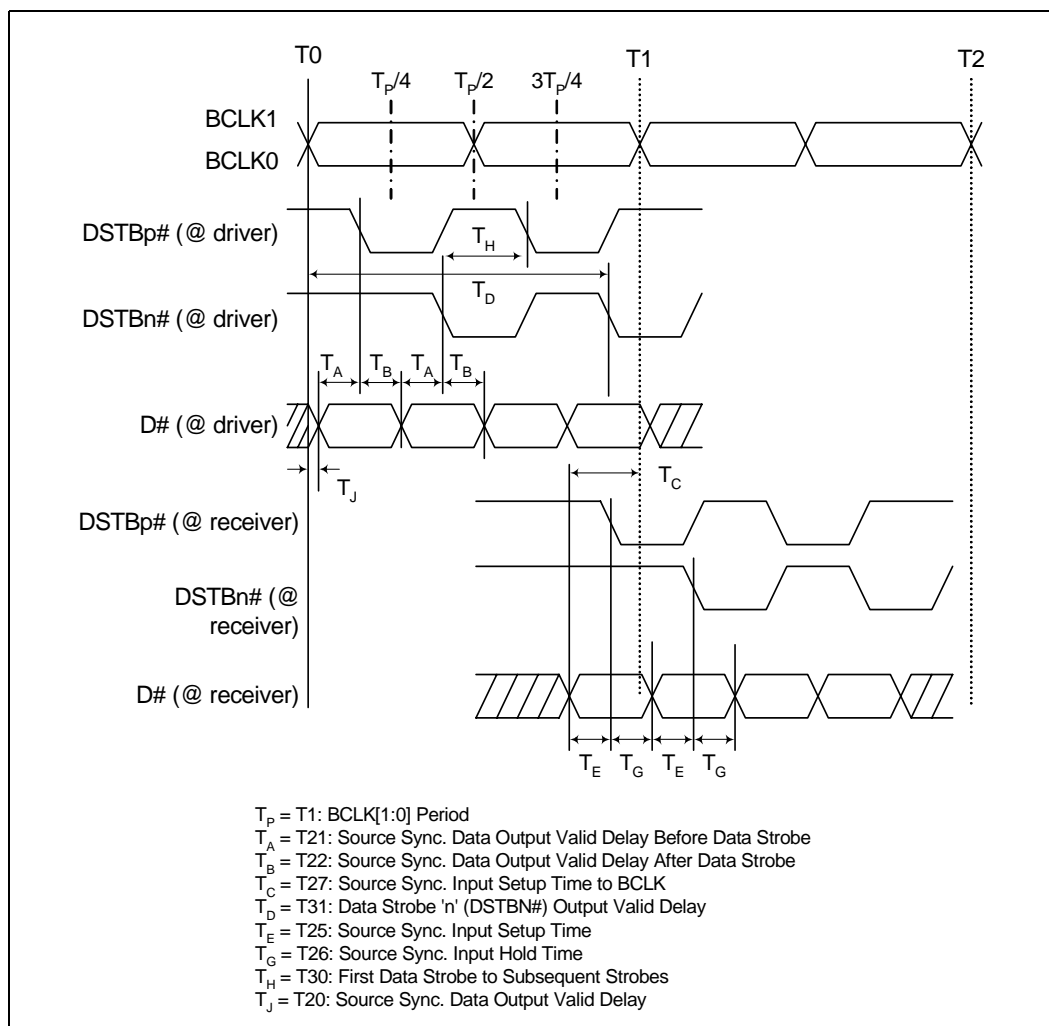 T0 T1 T2
TP/4 TP/2 3TP/4
BCLK1
BCLK0
DSTBp# (@ driver)
TH
TD
DSTBn# (@ driver)
TA TB TA TB
D# (@ driver)
TJ
TC
DSTBp# (@ receiver)
DSTBn# (@
receiver)
D# (@ receiver)
TE TG TE TG
TP = T1: BCLK[1:0] Period
TA = T21: Source Sync. Data Output Valid Delay Before Data Strobe
TB = T22: Source Sync. Data Output Valid Delay After Data Strobe
TC = T27: Source Sync. Input Setup Time to BCLK
TD = T31: Data Strobe 'n' (DSTBN#) Output Valid Delay
TE = T25: Source Sync. Input Setup Time
TG = T26: Source Sync. Input Hold Time
TH = T30: First Data Strobe to Subsequent Strobes
TJ = T20: Source Sync. Data Output Valid Delay